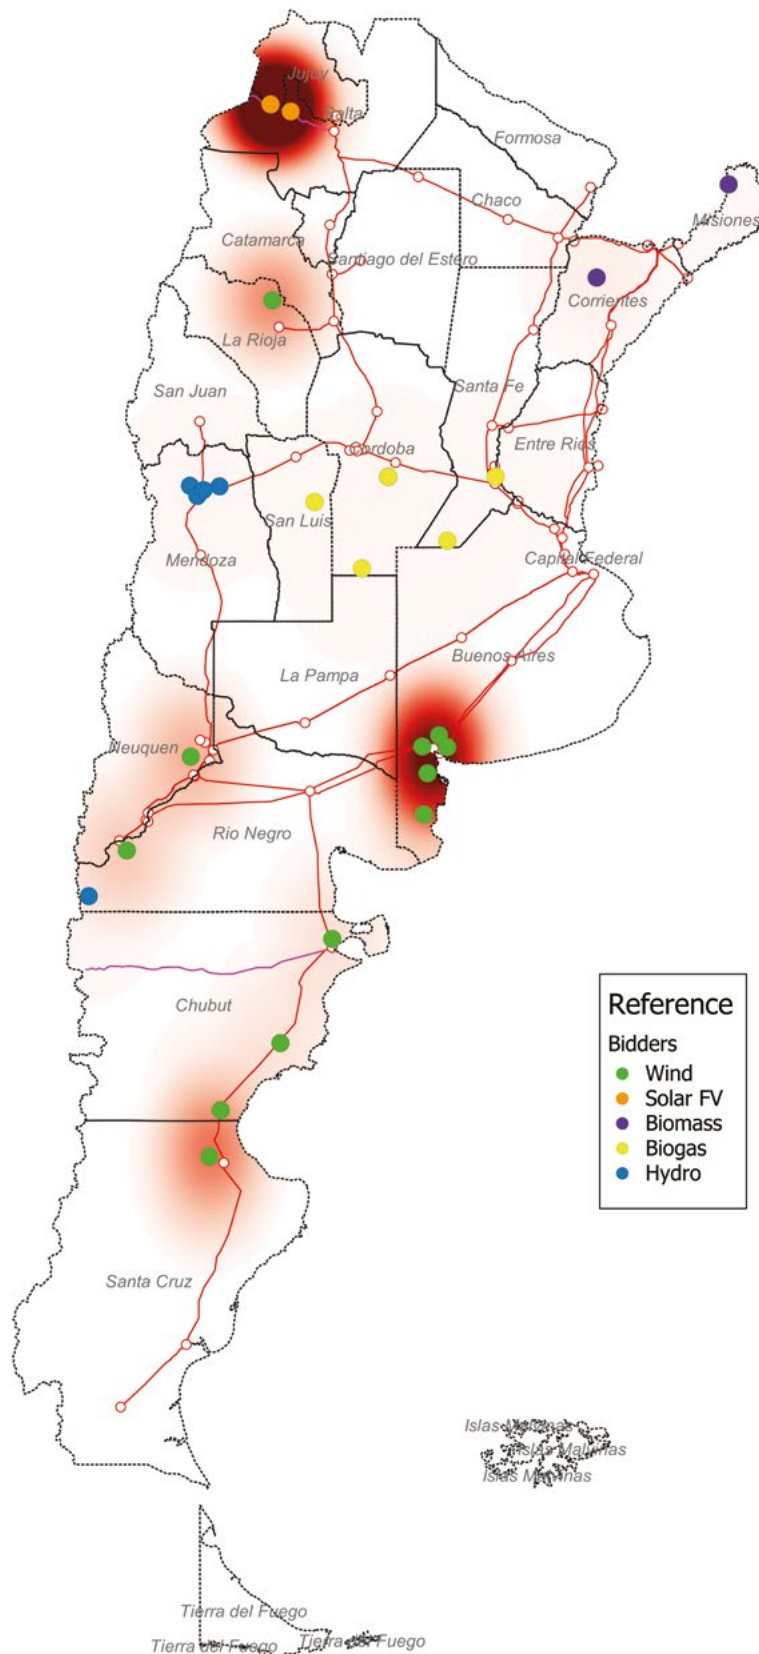 Jujuy
Salta
Formosa
Chaco
Misiones
Catamarca
Santiago del Estero
Corrientes
La Rioja
San Juan
Santa Fe
Cordoba
Entre Rios
San Luis
Mendoza
Capital Federal
Buenos Aires
La Pampa
Neuquen
Rio Negro
Chubut
Reference
Bidders
Wind
Solar FV
Biomass
Biogas
Hydro
Santa Cruz
Islas Malvinas
Islas Malvinas
Islas Malvinas
Tierra del Fuego
Tierra del Fuego
Tierra del Fuego